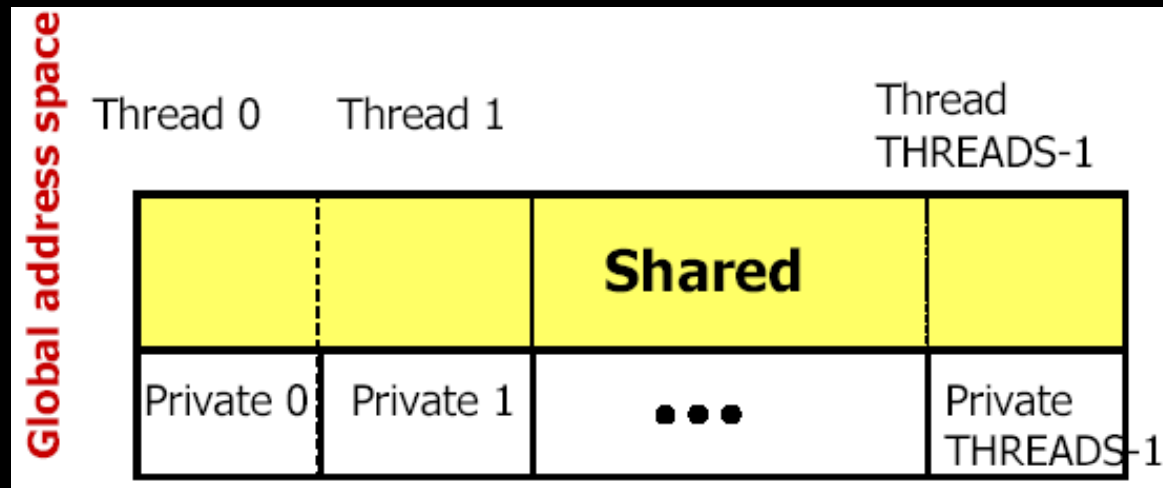 Global address space
Thread 0
Thread 1
Thread
THREADS-1
Shared
Private 0
Private 1
•••
Private
THREADS-1